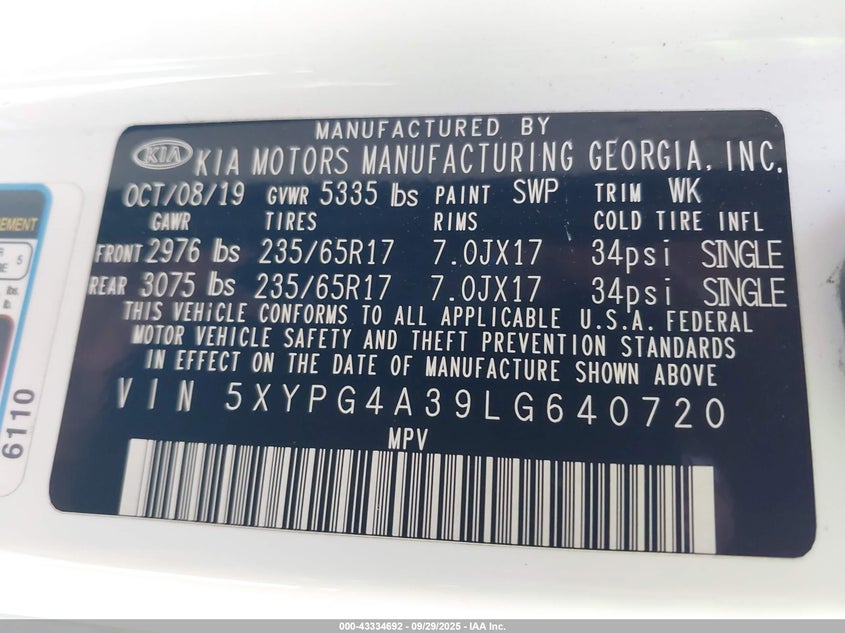 MANUFACTURED BY
KIA KIA MOTORS MANUFACTURING GEORGIA, INC.
OCT/08/19 GVWR 5335 lbs PAINT SWP TRIM WK
GAWR TIRES RIMS COLD TIRE INFL
FRONT 2976 lbs 235/65R17 7.0JX17 34psi SINGLE
REAR 3075 lbs 235/65R17 7.0JX17 34psi SINGLE
THIS VEHICLE CONFORMS TO ALL APPLICABLE U.S.A. FEDERAL
MOTOR VEHICLE SAFETY AND THEFT PREVENTION STANDARDS
IN EFFECT ON THE DATE OF MANUFACTURE SHOWN ABOVE
VIN 5XYPG4A39LG640720
MPV
5
lb.
6110
000-43334692 - 09/29/2025 - IAA Inc.